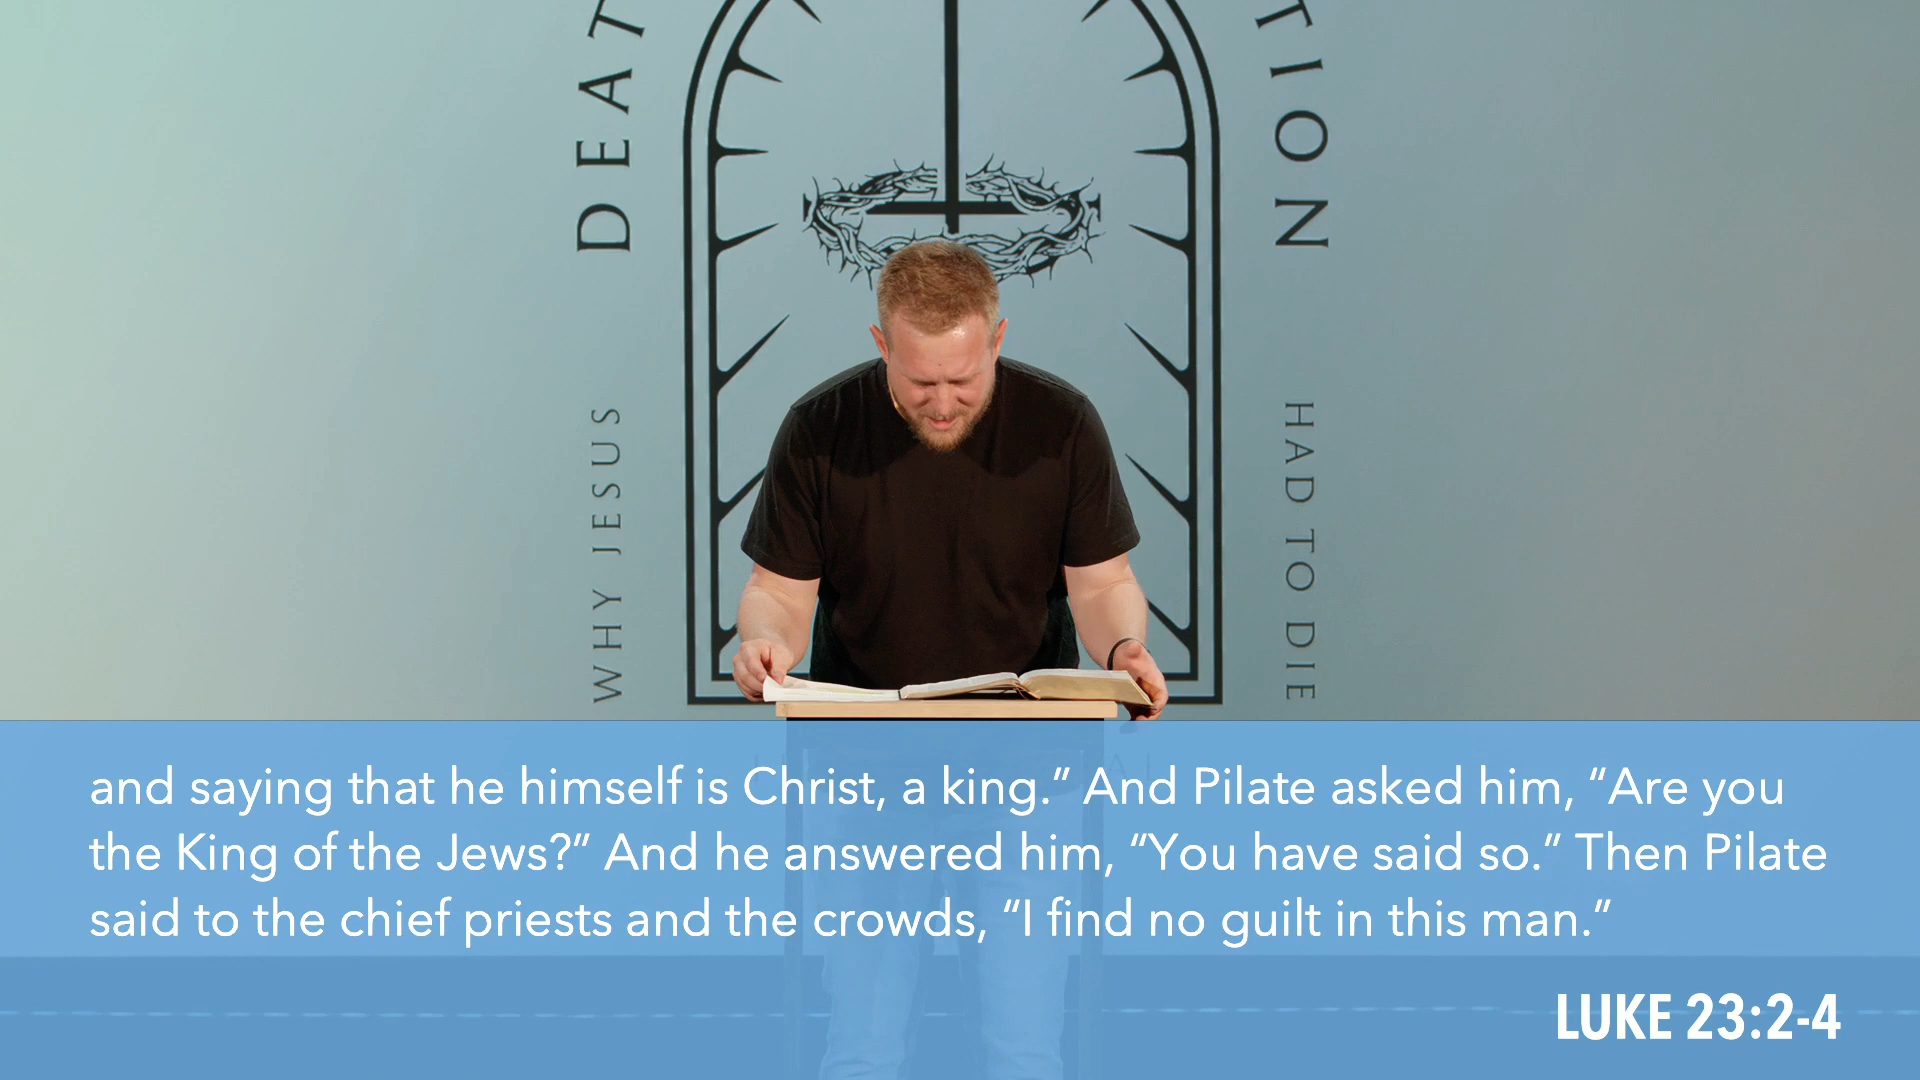 DEAT
TION
WHY JESUS
HAD TO DIE
and saying that he himself is Christ, a king.” And Pilate asked him, “Are you
the King of the Jews?” And he answered him, “You have said so.” Then Pilate
said to the chief priests and the crowds, “I find no guilt in this man.”
LUKE 23:2-4